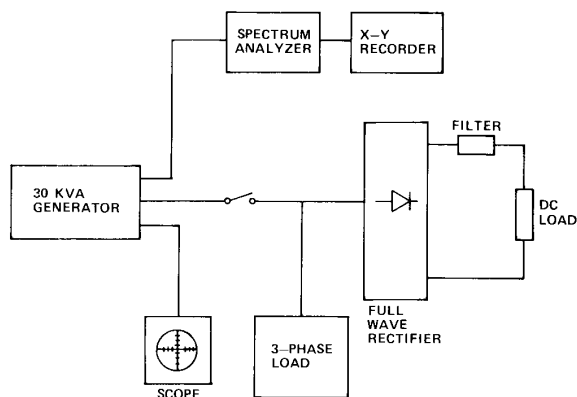 SPECTRUM
ANALYZER
X-Y
RECORDER
FILTER
30 KVA
GENERATOR
DC
LOAD
FULL
WAVE
RECTIFIER
3-PHASE
LOAD
SCOPE